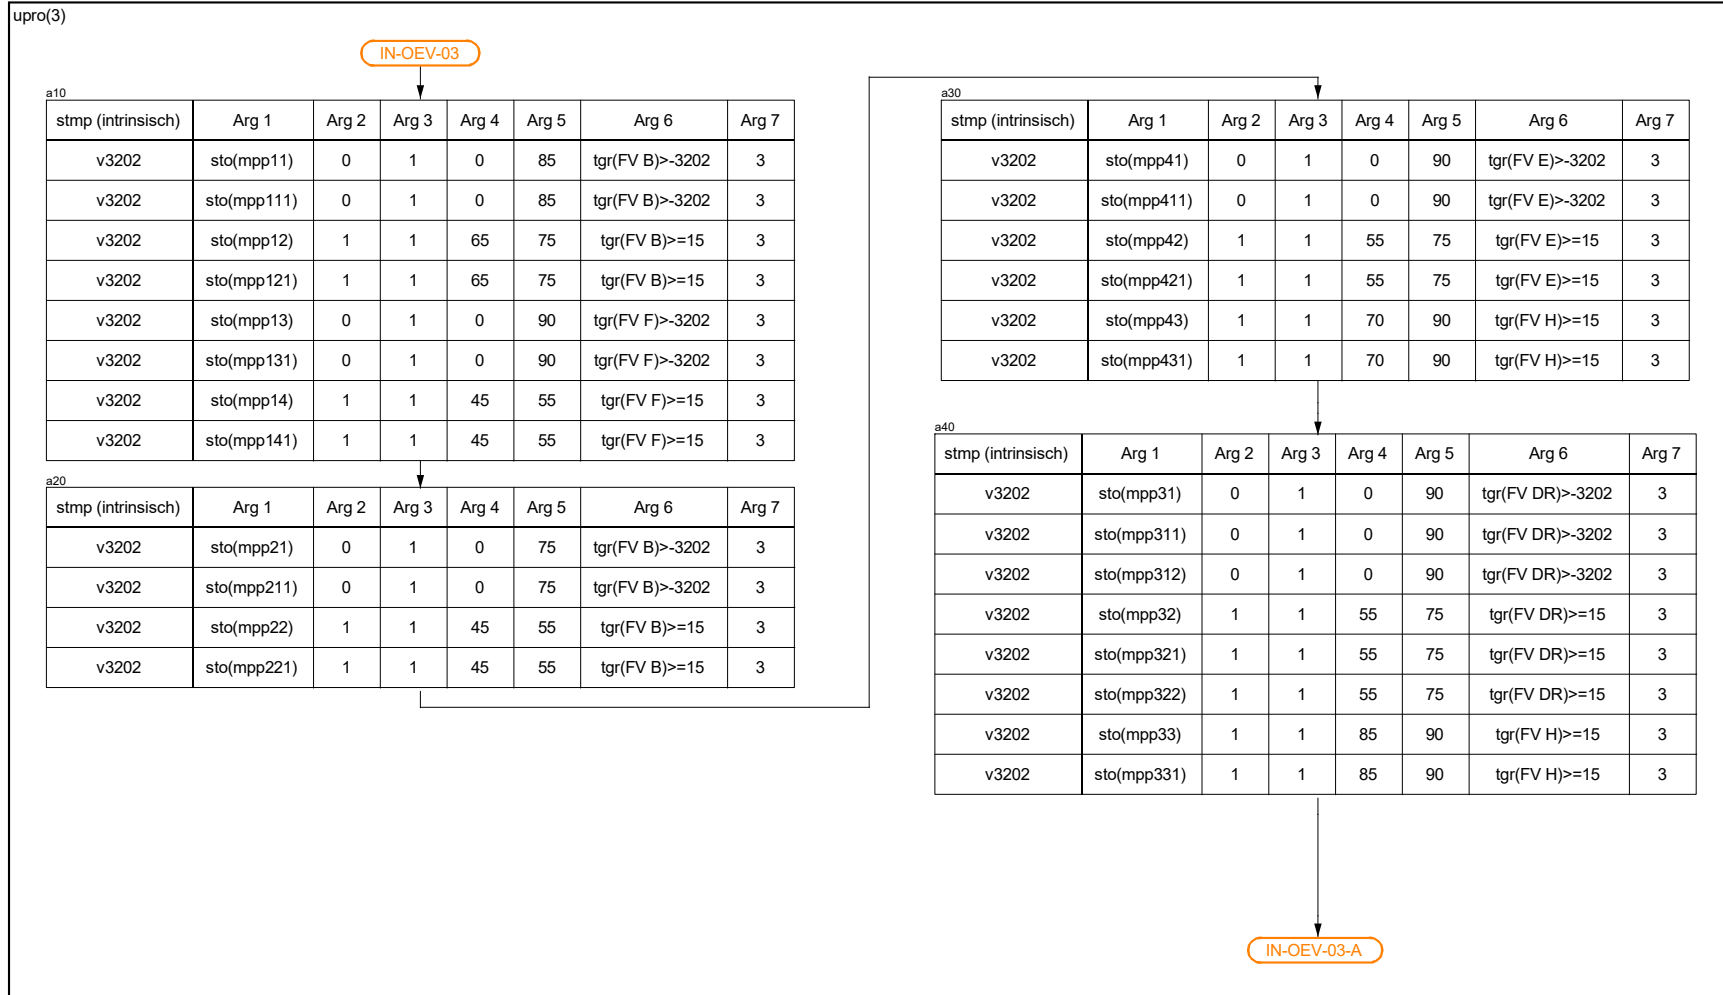 upro(3)
IN-OEV-03
a10
stmp (intrinsisch) Arg 1 Arg 2 Arg 3 Arg 4 Arg 5 Arg 6 Arg 7
v3202 sto(mpp11) 0 1 0 85 tgr(FV B)>-3202 3
v3202 sto(mpp111) 0 1 0 85 tgr(FV B)>-3202 3
v3202 sto(mpp12) 1 1 65 75 tgr(FV B)>=15 3
v3202 sto(mpp121) 1 1 65 75 tgr(FV B)>=15 3
v3202 sto(mpp13) 0 1 0 90 tgr(FV F)>-3202 3
v3202 sto(mpp131) 0 1 0 90 tgr(FV F)>-3202 3
v3202 sto(mpp14) 1 1 45 55 tgr(FV F)>=15 3
v3202 sto(mpp141) 1 1 45 55 tgr(FV F)>=15 3
a20
stmp (intrinsisch) Arg 1 Arg 2 Arg 3 Arg 4 Arg 5 Arg 6 Arg 7
v3202 sto(mpp21) 0 1 0 75 tgr(FV B)>-3202 3
v3202 sto(mpp211) 0 1 0 75 tgr(FV B)>-3202 3
v3202 sto(mpp22) 1 1 45 55 tgr(FV B)>=15 3
v3202 sto(mpp221) 1 1 45 55 tgr(FV B)>=15 3
a30
stmp (intrinsisch) Arg 1 Arg 2 Arg 3 Arg 4 Arg 5 Arg 6 Arg 7
v3202 sto(mpp41) 0 1 0 90 tgr(FV E)>-3202 3
v3202 sto(mpp411) 0 1 0 90 tgr(FV E)>-3202 3
v3202 sto(mpp42) 1 1 55 75 tgr(FV E)>=15 3
v3202 sto(mpp421) 1 1 55 75 tgr(FV E)>=15 3
v3202 sto(mpp43) 1 1 70 90 tgr(FV H)>=15 3
v3202 sto(mpp431) 1 1 70 90 tgr(FV H)>=15 3
a40
stmp (intrinsisch) Arg 1 Arg 2 Arg 3 Arg 4 Arg 5 Arg 6 Arg 7
v3202 sto(mpp31) 0 1 0 90 tgr(FV DR)>-3202 3
v3202 sto(mpp311) 0 1 0 90 tgr(FV DR)>-3202 3
v3202 sto(mpp312) 0 1 0 90 tgr(FV DR)>-3202 3
v3202 sto(mpp32) 1 1 55 75 tgr(FV DR)>=15 3
v3202 sto(mpp321) 1 1 55 75 tgr(FV DR)>=15 3
v3202 sto(mpp322) 1 1 55 75 tgr(FV DR)>=15 3
v3202 sto(mpp33) 1 1 85 90 tgr(FV H)>=15 3
v3202 sto(mpp331) 1 1 85 90 tgr(FV H)>=15 3
IN-OEV-03-A